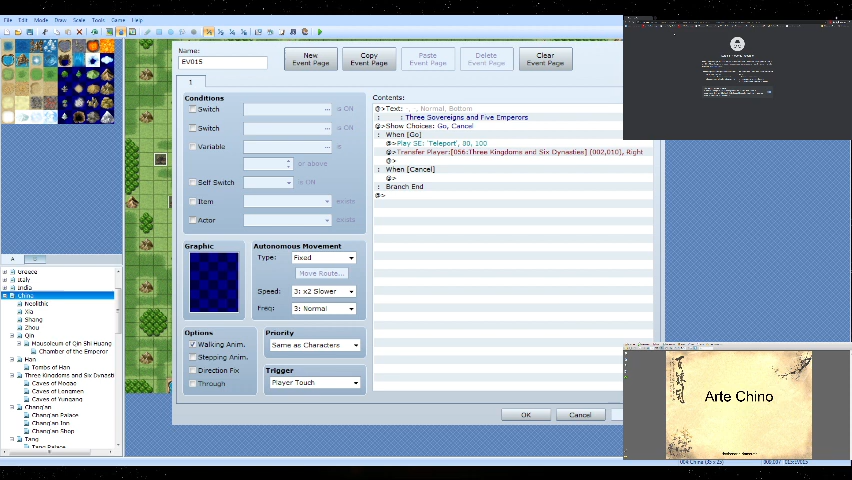 File Edit Mode Draw Scale Tools Game Help
Name:
EV015
New Event Page
Copy Event Page
Paste Event Page
Delete Event Page
Clear Event Page
1
Conditions
Switch ... is ON
Switch ... is ON
Variable ... is
or above
Self Switch is ON
Item exists
Actor exists
Graphic
Autonomous Movement
Type: Fixed
Move Route...
Speed: 3: x2 Slower
Freq: 3: Normal
Options
Walking Anim.
Stepping Anim.
Direction Fix
Through
Priority
Same as Characters
Trigger
Player Touch
Contents:
@>Text: -, -, Normal, Bottom
: : Three Sovereigns and Five Emperors
@>Show Choices: Go, Cancel
: When [Go]
@>Play SE: 'Teleport', 80, 100
@>Transfer Player:[056:Three Kingdoms and Six Dynasties] (002,010), Right
@>
: When [Cancel]
@>
: Branch End
@>
OK Cancel
A
Greece
Italy
India
China
Neolithic
Xia
Shang
Zhou
Qin
Mausoleum of Qin Shi Huang
Chamber of the Emperor
Han
Tombs of Han
Three Kingdoms and Six Dynast
Caves of Mogao
Caves of Longmen
Caves of Yungang
Chang'an
Chang'an Palace
Chang'an Inn
Chang'an Shop
Tang
Tang Palace
Arte Chino